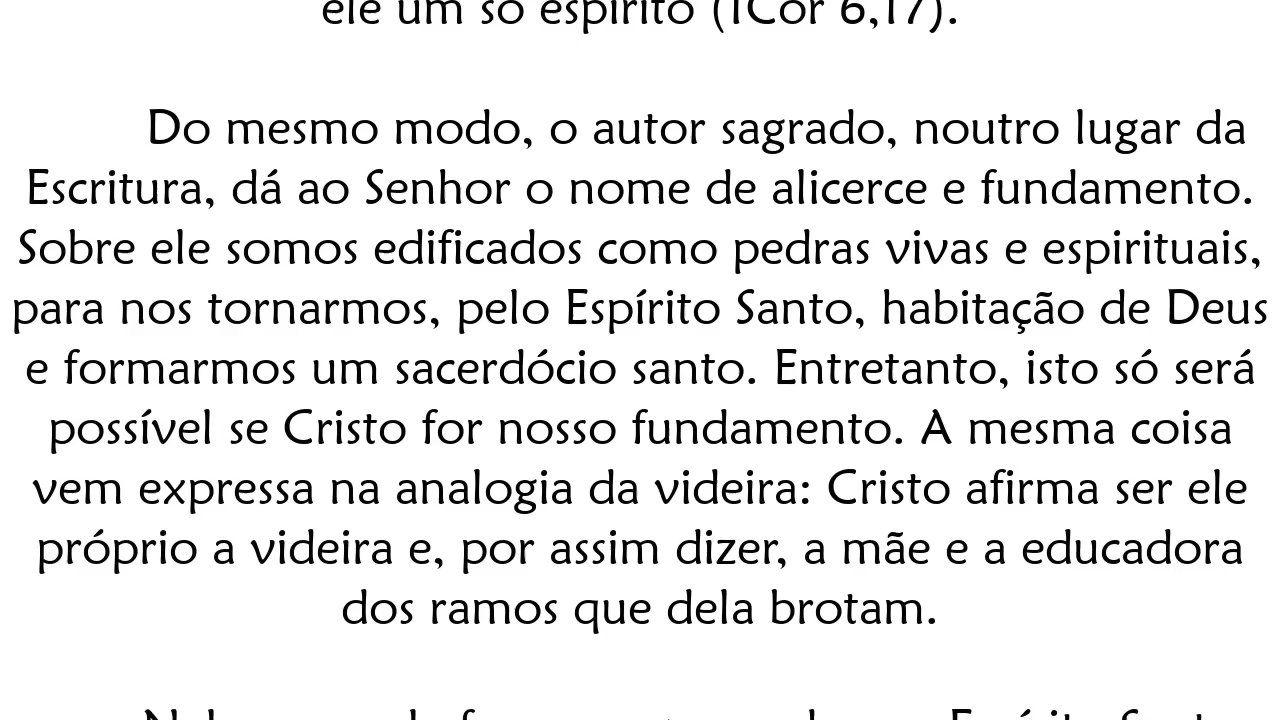 ele um só espírito (1Cor 6,17).
Do mesmo modo, o autor sagrado, noutro lugar da
Escritura, dá ao Senhor o nome de alicerce e fundamento.
Sobre ele somos edificados como pedras vivas e espirituais,
para nos tornarmos, pelo Espírito Santo, habitação de Deus
e formarmos um sacerdócio santo. Entretanto, isto só será
possível se Cristo for nosso fundamento. A mesma coisa
vem expressa na analogia da videira: Cristo afirma ser ele
próprio a videira e, por assim dizer, a mãe e a educadora
dos ramos que dela brotam.